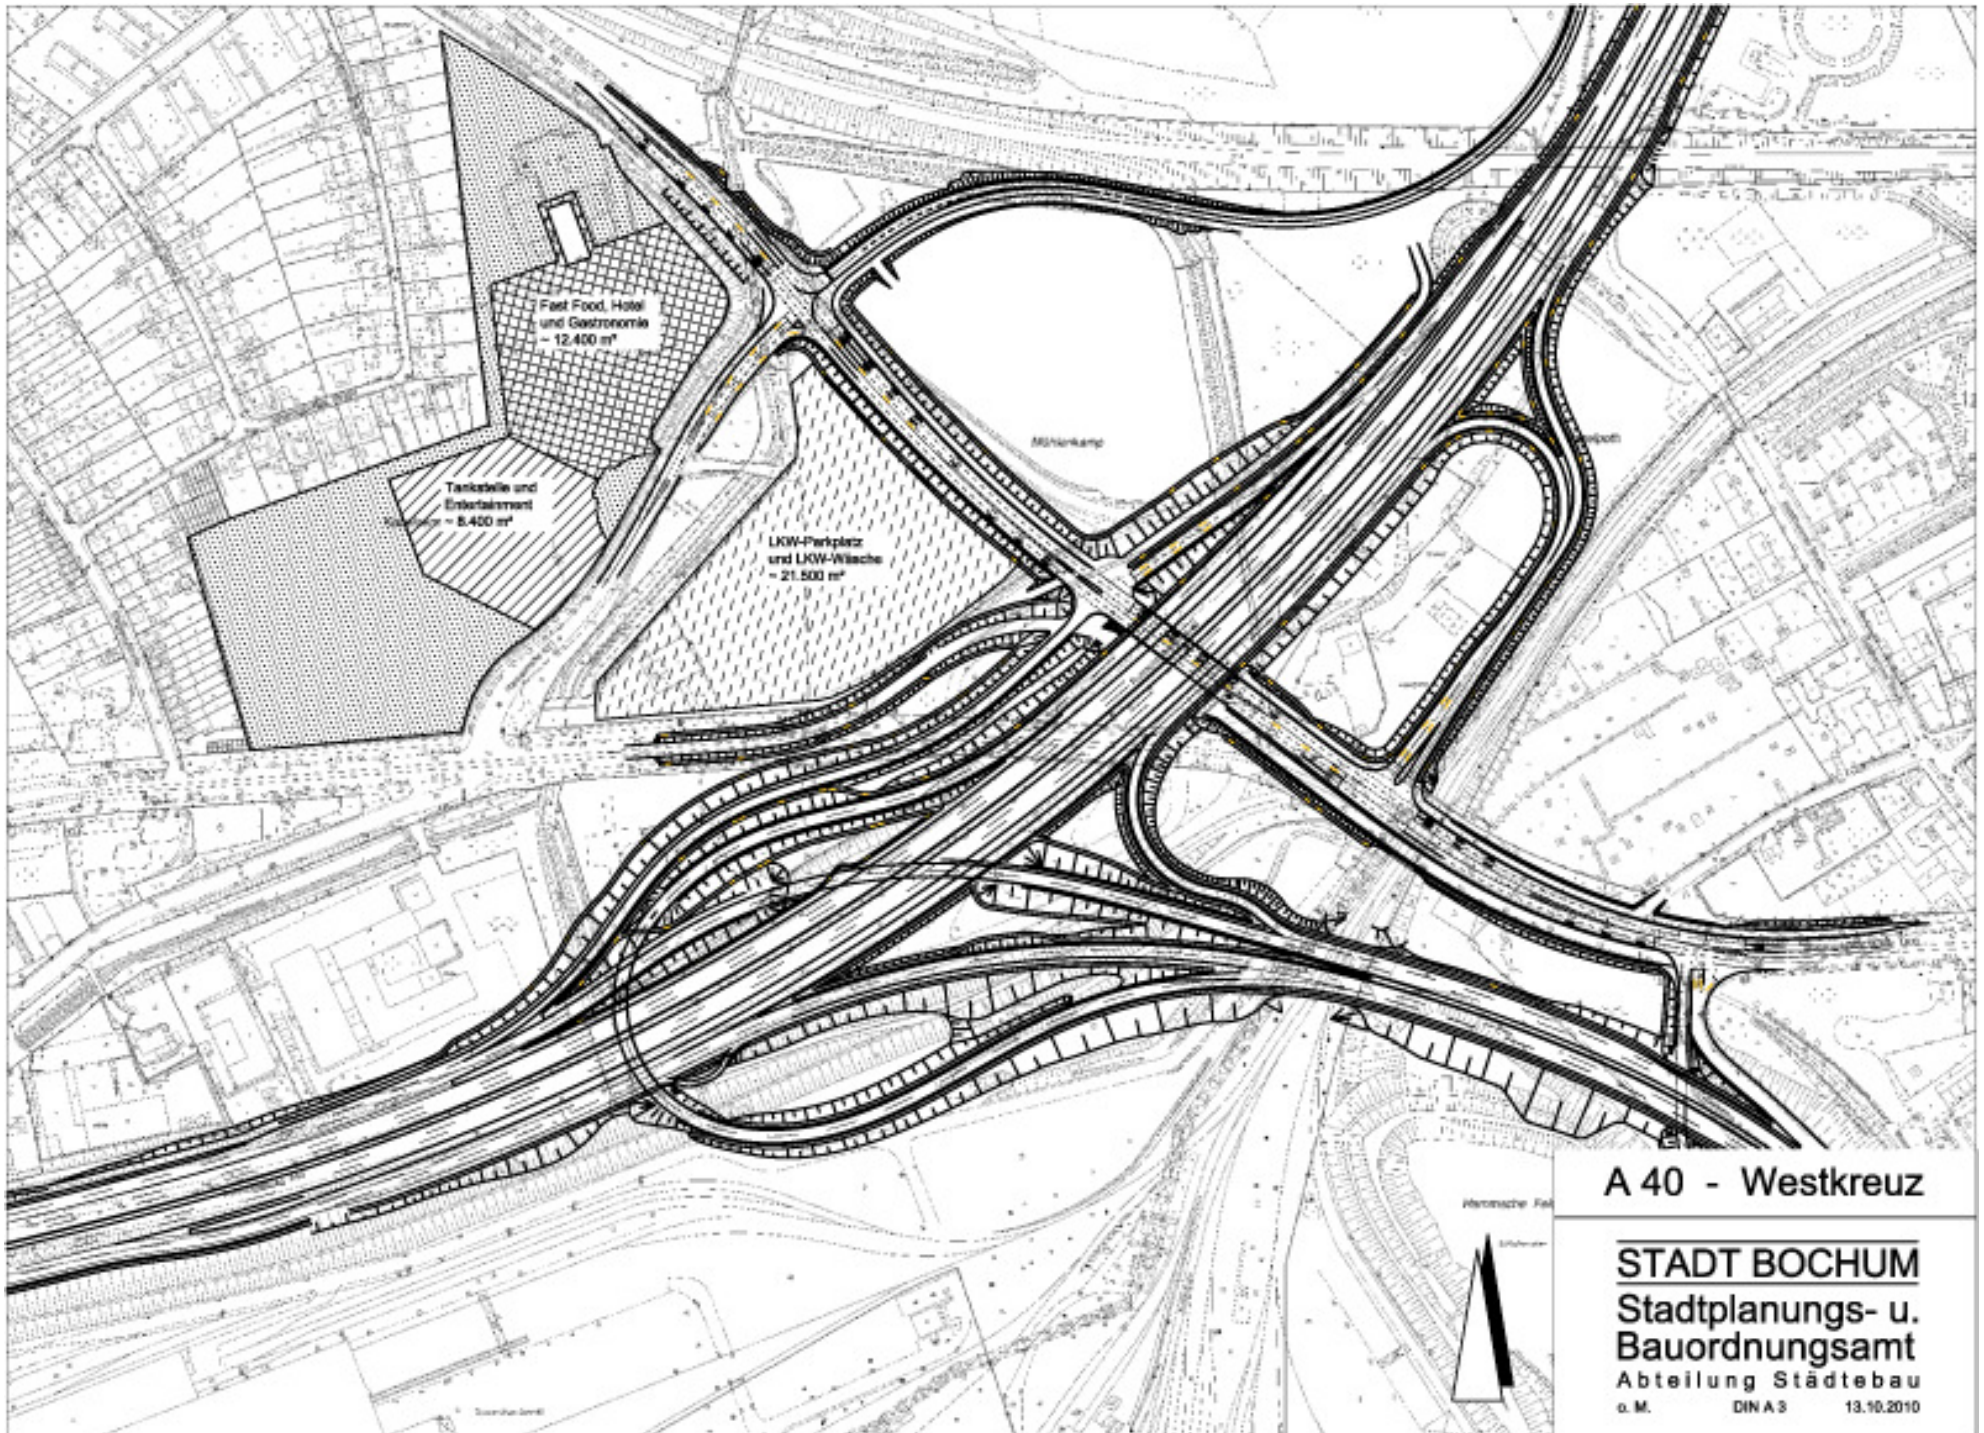 Fast Food, Hotel
und Gastronomie
~ 12.400 m²
Tankstelle und
Entertainment
~ 8.400 m²
LKW-Parkplatz
und LKW-Wäsche
~ 21.500 m²
Mühlenkamp
A 40 - Westkreuz
STADT BOCHUM
Stadtplanungs- u.
Bauordnungsamt
Abteilung Städtebau
o. M. DIN A 3 13.10.2010